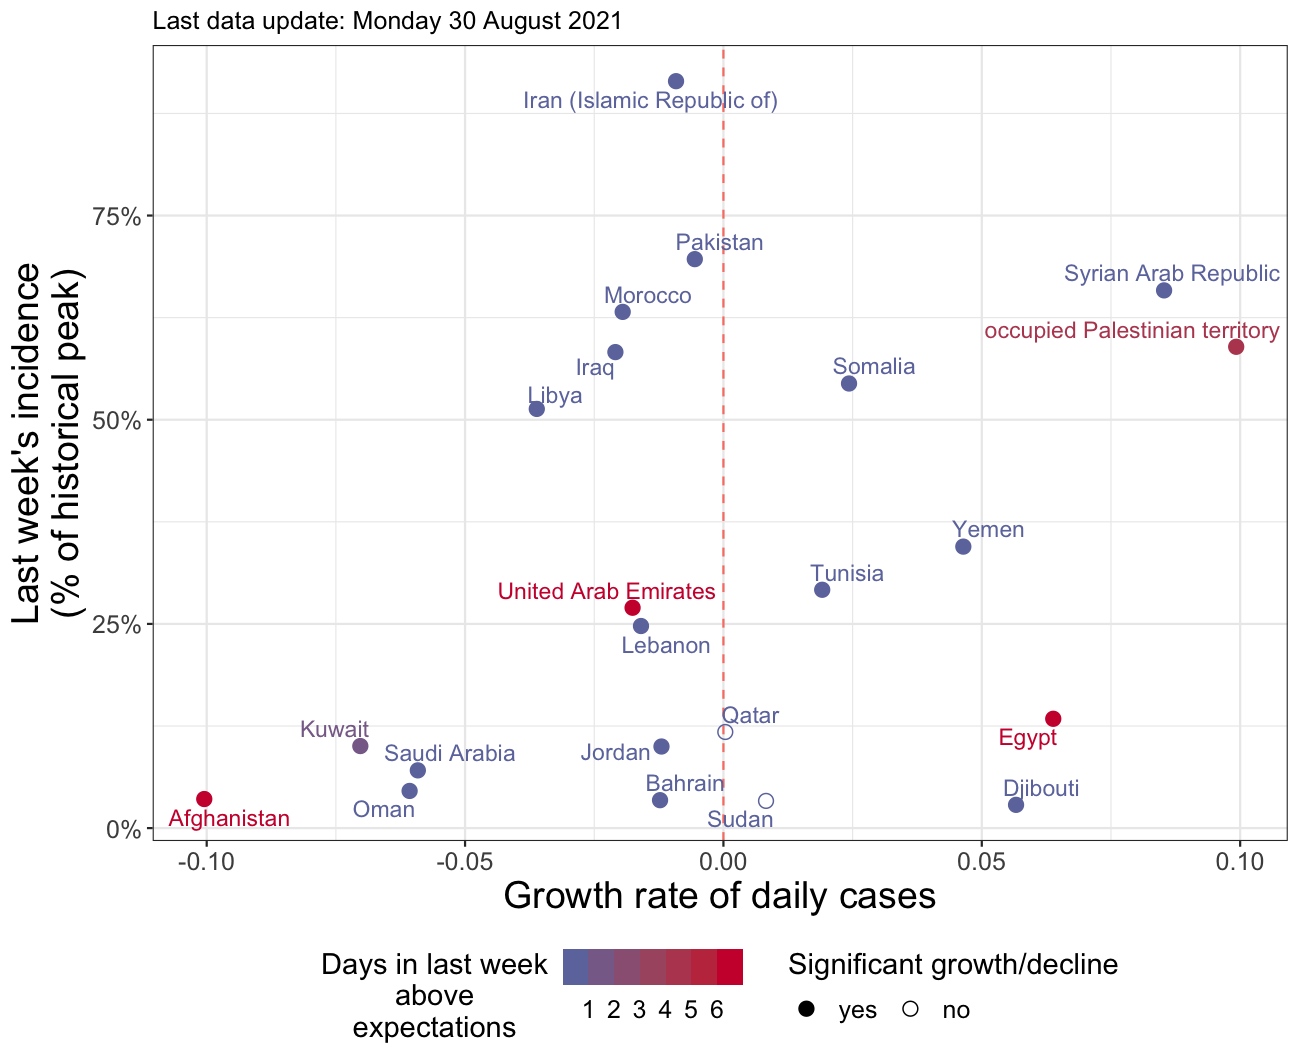 Last data update: Monday 30 August 2021
Iran (Islamic Republic of)
75%
Pakistan
Syrian Arab Republic
Morocco
occupied Palestinian territory
Iraq
Somalia
Libya
50%
Last week's incidence
(% of historical peak)
Yemen
Tunisia
United Arab Emirates
25%
Lebanon
Qatar
Kuwait
Egypt
Saudi Arabia
Jordan
Bahrain
Djibouti
Oman
Afghanistan
Sudan
0%
-0.10 -0.05 0.00 0.05 0.10
Growth rate of daily cases
Days in last week
above
expectations
1 2 3 4 5 6
Significant growth/decline
yes no